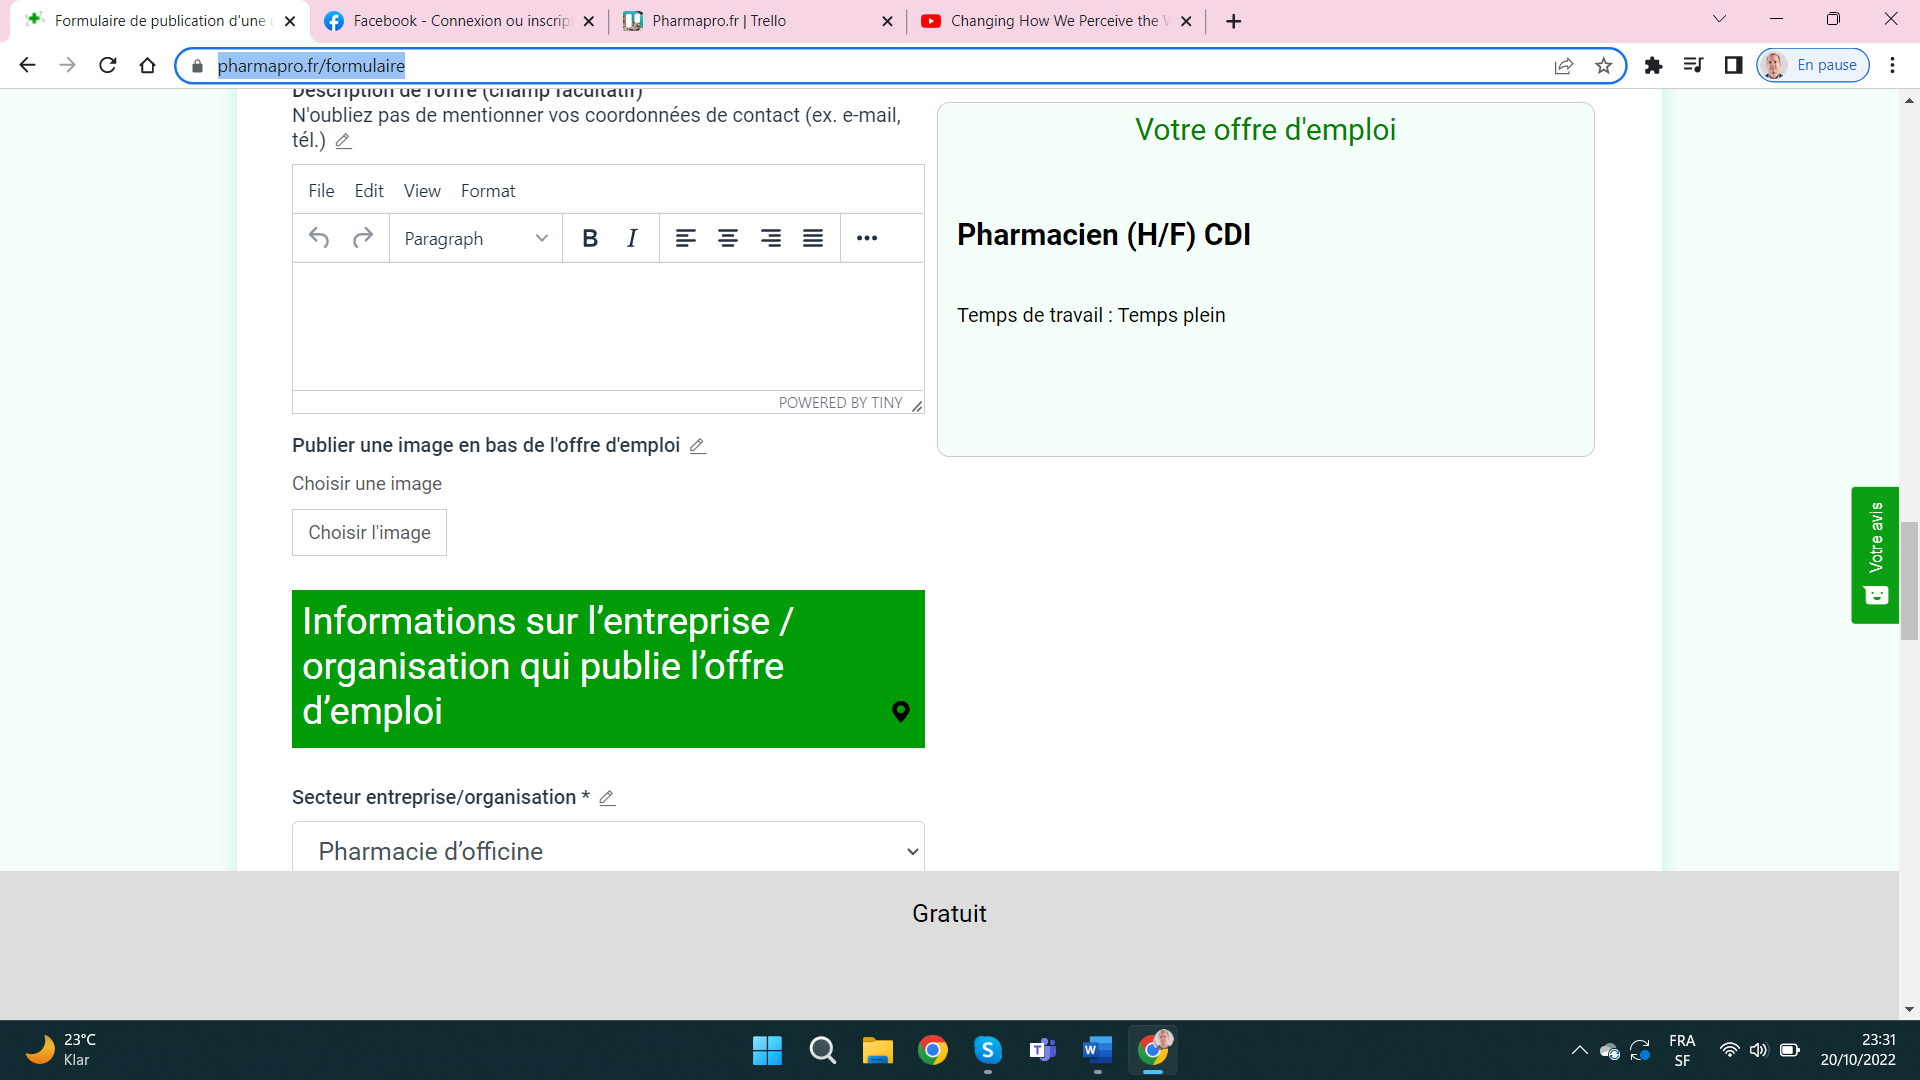 Formulaire de publication d'une
Facebook - Connexion ou inscrip
Pharmapro.fr | Trello
Changing How We Perceive the
pharmapro.fr/formulaire
En pause
Description de l'offre (champ facultatif)
N'oubliez pas de mentionner vos coordonnées de contact (ex. e-mail,
tél.)
File Edit View Format
Paragraph
B I
POWERED BY TINY
Votre offre d'emploi
Pharmacien (H/F) CDI
Temps de travail : Temps plein
Publier une image en bas de l'offre d'emploi
Choisir une image
Choisir l'image
Informations sur l’entreprise /
organisation qui publie l’offre
d’emploi
Secteur entreprise/organisation *
Pharmacie d’officine
Votre avis
Gratuit
23°C
Klar
FRA
SF
23:31
20/10/2022